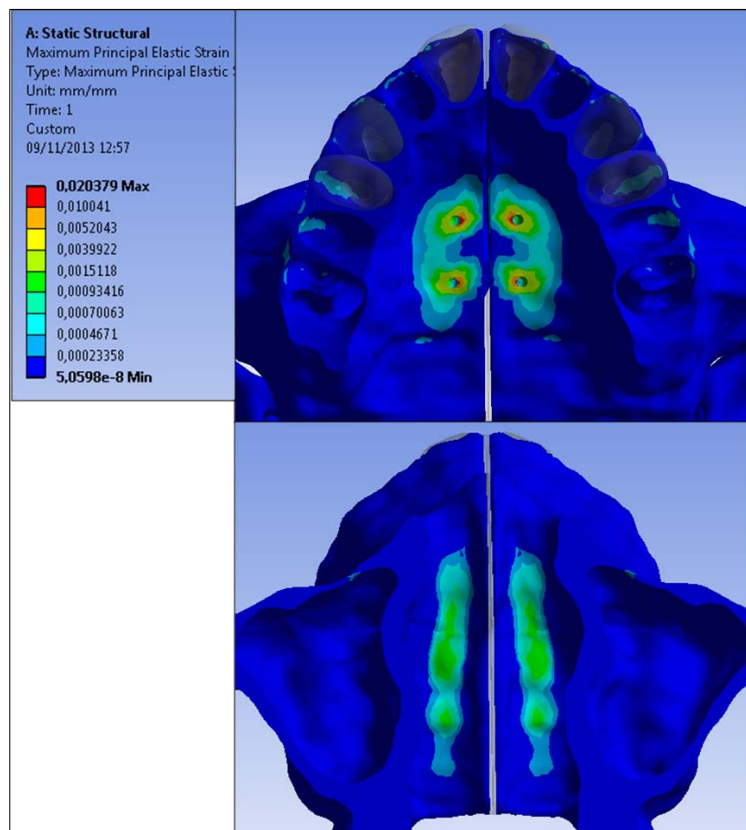 A: Static Structural
Maximum Principal Elastic Strain
Type: Maximum Principal Elastic
Unit: mm/mm
Time: 1
Custom
09/11/2013 12:57
0,020379 Max
0,010041
0,0052043
0,0039922
0,0015118
0,00093416
0,00070063
0,0004671
0,00023358
5,0598e-8 Min